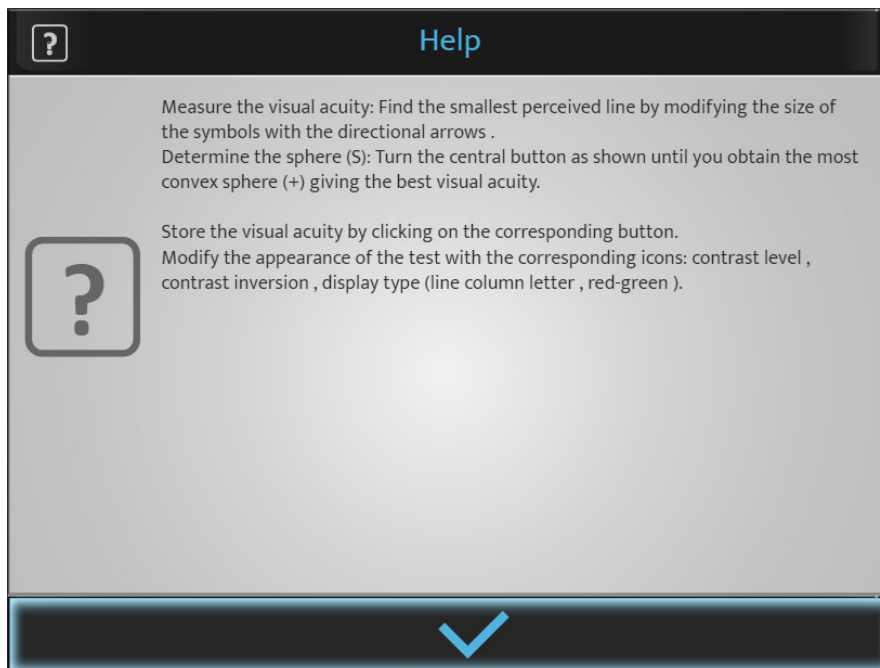 Help
Measure the visual acuity: Find the smallest perceived line by modifying the size of
the symbols with the directional arrows .
Determine the sphere (S): Turn the central button as shown until you obtain the most
convex sphere (+) giving the best visual acuity.
Store the visual acuity by clicking on the corresponding button.
Modify the appearance of the test with the corresponding icons: contrast level ,
contrast inversion , display type (line column letter , red-green ).